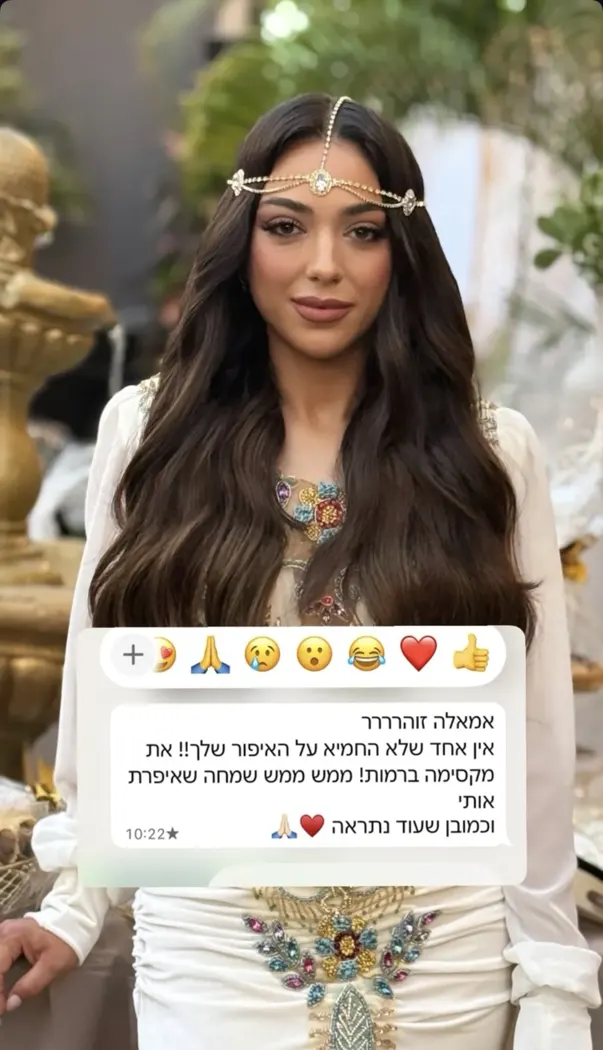 אמאלה זוהררררר
אין אחד שלא החמיא על האיפור שלך!! את
מקסימה ברמות! ממש ממש שמחה שאיפרת
אותי
וכמובן שעוד נתראה ❤️🙏🏻
10:22★